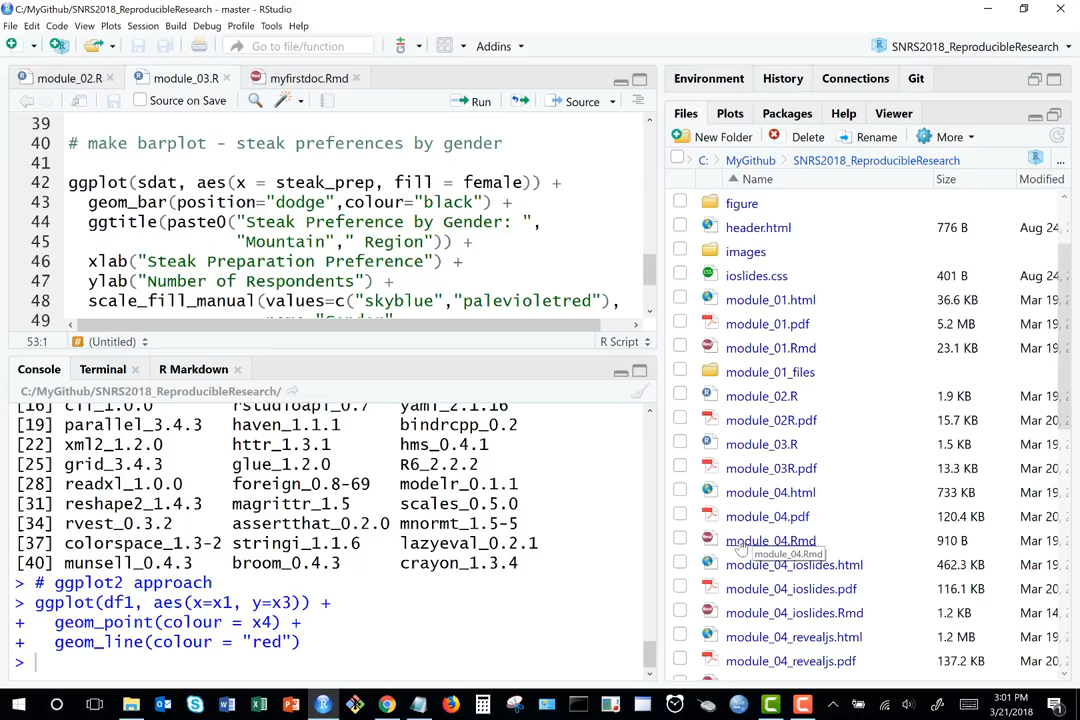 C:/MyGithub/SNRS2018_ReproducibleResearch - master - RStudio
File Edit Code View Plots Session Build Debug Profile Tools Help
Go to file/function Addins SNRS2018_ReproducibleResearch
module_02.R module_03.R myfirstdoc.Rmd
Source on Save Run Source
39
40 # make barplot - steak preferences by gender
41
42 ggplot(sdat, aes(x = steak_prep, fill = female)) +
43 geom_bar(position="dodge",colour="black") +
44 ggtitle(paste0("Steak Preference by Gender: ",
45 "Mountain"," Region")) +
46 xlab("Steak Preparation Preference") +
47 ylab("Number of Respondents") +
48 scale_fill_manual(values=c("skyblue","palevioletred"),
49
53:1 # (Untitled) R Script
Console Terminal R Markdown
C:/MyGithub/SNRS2018_ReproducibleResearch/
[16] cli_1.0.0 rstudioapi_0.7 yaml_2.1.16
[19] parallel_3.4.3 haven_1.1.1 bindrcpp_0.2
[22] xml2_1.2.0 httr_1.3.1 hms_0.4.1
[25] grid_3.4.3 glue_1.2.0 R6_2.2.2
[28] readxl_1.0.0 foreign_0.8-69 modelr_0.1.1
[31] reshape2_1.4.3 magrittr_1.5 scales_0.5.0
[34] rvest_0.3.2 assertthat_0.2.0 mnormt_1.5-5
[37] colorspace_1.3-2 stringi_1.1.6 lazyeval_0.2.1
[40] munsell_0.4.3 broom_0.4.3 crayon_1.3.4
> # ggplot2 approach
> ggplot(df1, aes(x=x1, y=x3)) +
+ geom_point(colour = x4) +
+ geom_line(colour = "red")
>
Environment History Connections Git
Files Plots Packages Help Viewer
New Folder Delete Rename More
C: MyGithub SNRS2018_ReproducibleResearch ...
Name Size Modified
figure
header.html 776 B Aug 24,
images
ioslides.css 401 B Aug 24,
module_01.html 36.6 KB Mar 19,
module_01.pdf 5.2 MB Mar 19,
module_01.Rmd 23.1 KB Mar 19,
module_01_files
module_02.R 1.9 KB Mar 19,
module_02R.pdf 15.7 KB Mar 20,
module_03.R 1.5 KB Mar 19,
module_03R.pdf 13.3 KB Mar 20,
module_04.html 733 KB Mar 19,
module_04.pdf 120.4 KB Mar 20,
module_04.Rmd 910 B Mar 19,
module_04.Rmd
module_04_ioslides.html 462.3 KB Mar 19,
module_04_ioslides.pdf 116.1 KB Mar 20,
module_04_ioslides.Rmd 1.2 KB Mar 14,
module_04_revealjs.html 1.2 MB Mar 19,
module_04_revealjs.pdf 137.2 KB Mar 20,
3:01 PM
3/21/2018